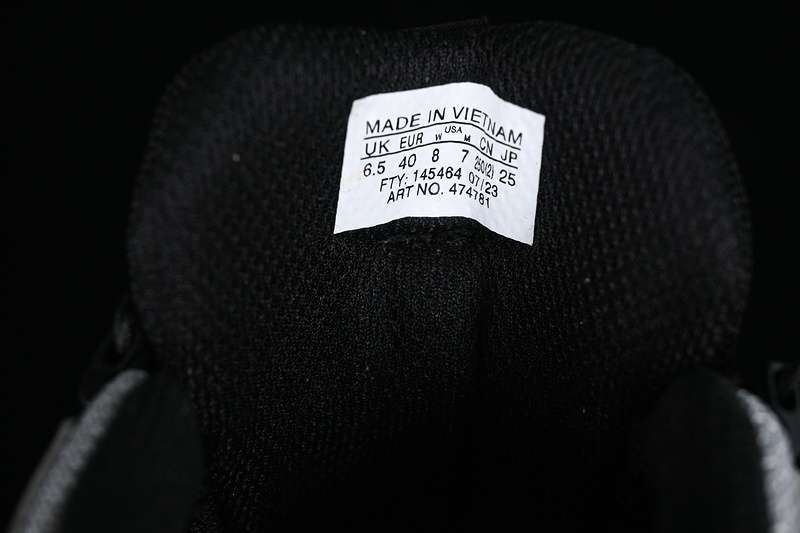 MADE IN VIETNAM
UK EUR W USA M CN JP
6.5 40 8 7 250(2) 25
FTY: 145464 07/23
ART NO. 474781